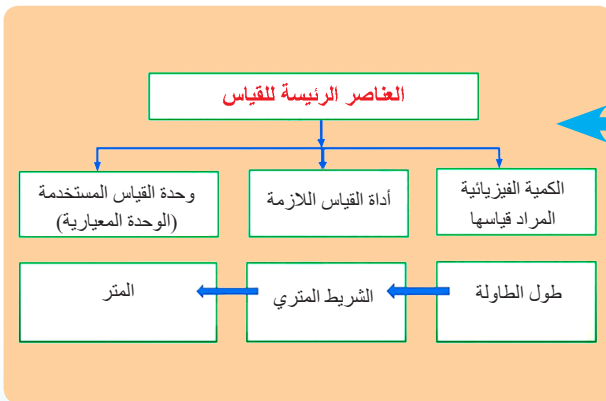 العناصر الرئيسة للقياس
الكمية الفيزيائية
المراد قياسها
أداة القياس اللازمة
وحدة القياس المستخدمة
(الوحدة المعيارية)
طول الطاولة
الشريط المتري
المتر